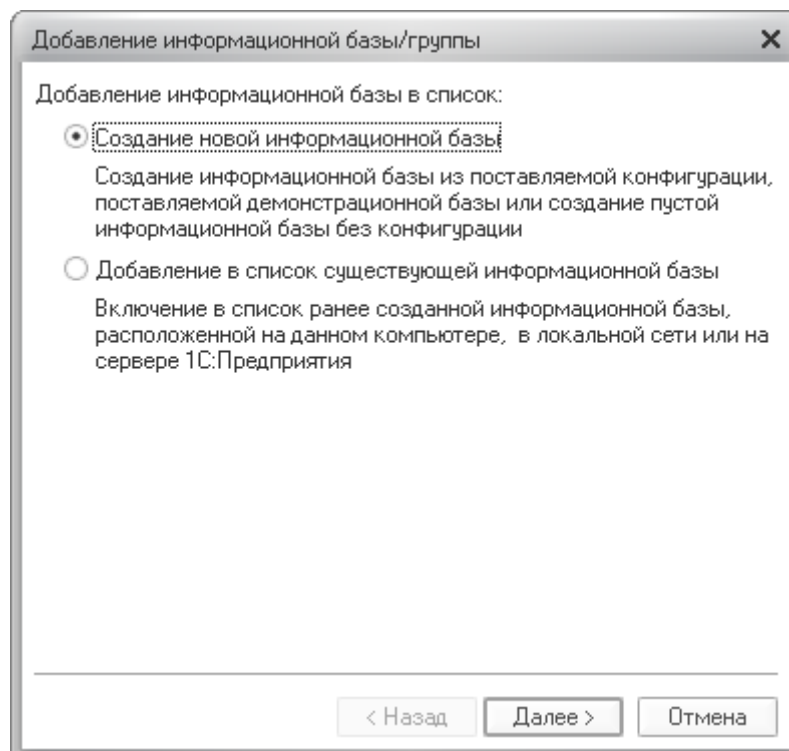 Добавление информационной базы/группы
Добавление информационной базы в список:
Создание новой информационной базы
Создание информационной базы из поставляемой конфигурации,
поставляемой демонстрационной базы или создание пустой
информационной базы без конфигурации
Добавление в список существующей информационной базы
Включение в список ранее созданной информационной базы,
расположенной на данном компьютере, в локальной сети или на
сервере 1С:Предприятия
< Назад Далее > Отмена